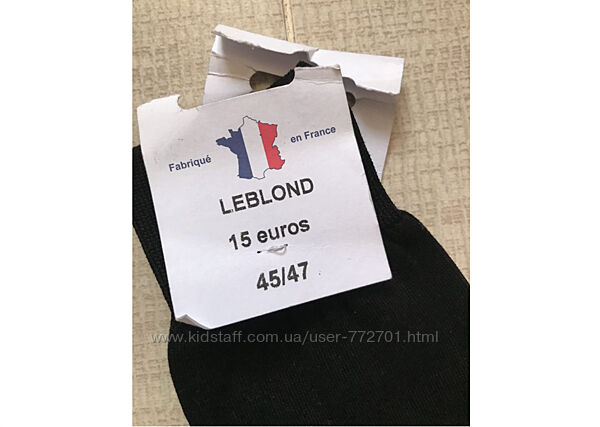 Fabriqué en France
LEBLOND
15 euros
45/47
www.kidstaff.com.ua/user-772701.html